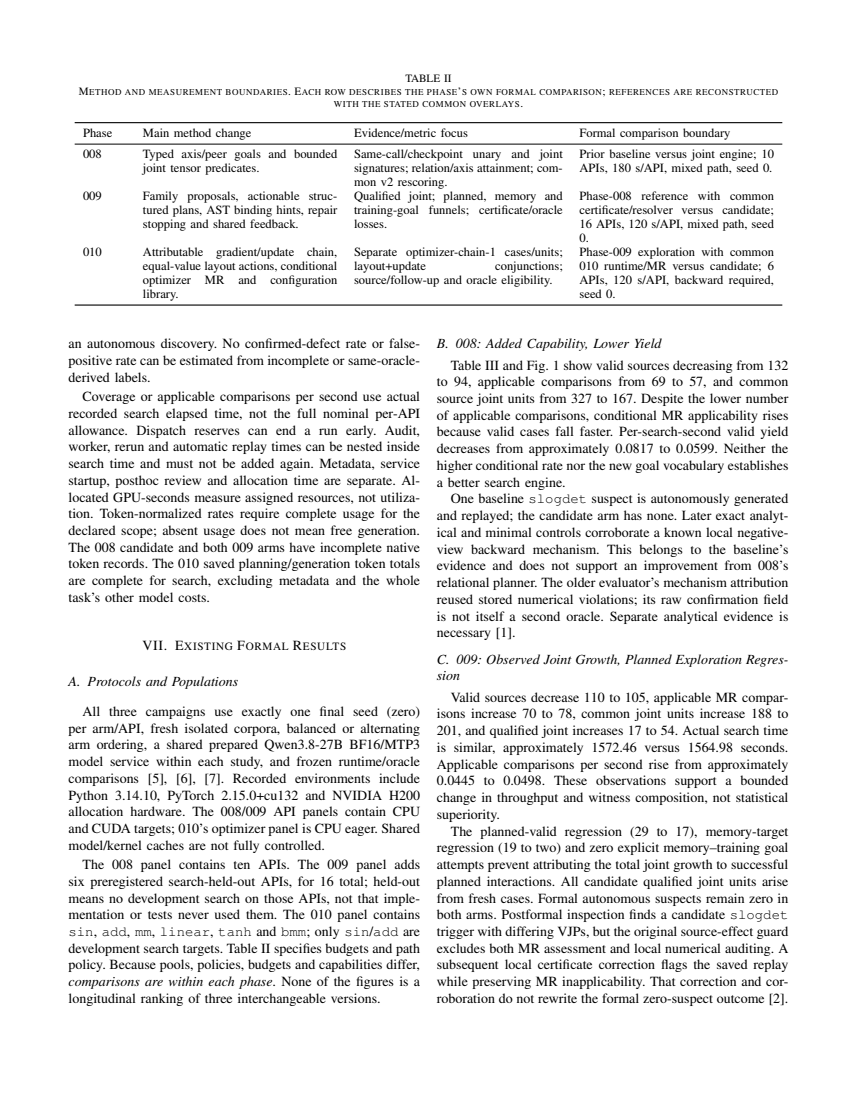 TABLE II
METHOD AND MEASUREMENT BOUNDARIES. EACH ROW DESCRIBES THE PHASE'S OWN FORMAL COMPARISON; REFERENCES ARE RECONSTRUCTED
WITH THE STATED COMMON OVERLAYS.
Phase Main method change Evidence/metric focus Formal comparison boundary
008 Typed axis/peer goals and bounded Same-call/checkpoint unary and joint Prior baseline versus joint engine; 10
joint tensor predicates. signatures; relation/axis attainment; com- APIs, 180 s/API, mixed path, seed 0.
mon v2 rescoring.
009 Family proposals, actionable struc- Qualified joint; planned, memory and Phase-008 reference with common
tured plans, AST binding hints, repair training-goal funnels; certificate/oracle certificate/resolver versus candidate;
stopping and shared feedback. losses. 16 APIs, 120 s/API, mixed path, seed
0.
010 Attributable gradient/update chain, Separate optimizer-chain-1 cases/units; Phase-009 exploration with common
equal-value layout actions, conditional layout+update conjunctions; 010 runtime/MR versus candidate; 6
optimizer MR and configuration source/follow-up and oracle eligibility. APIs, 120 s/API, backward required,
library. seed 0.
an autonomous discovery. No confirmed-defect rate or false-
positive rate can be estimated from incomplete or same-oracle-
derived labels.
Coverage or applicable comparisons per second use actual
recorded search elapsed time, not the full nominal per-API
allowance. Dispatch reserves can end a run early. Audit,
worker, rerun and automatic replay times can be nested inside
search time and must not be added again. Metadata, service
startup, posthoc review and allocation time are separate. Al-
located GPU-seconds measure assigned resources, not utiliza-
tion. Token-normalized rates require complete usage for the
declared scope; absent usage does not mean free generation.
The 008 candidate and both 009 arms have incomplete native
token records. The 010 saved planning/generation token totals
are complete for search, excluding metadata and the whole
task's other model costs.
VII. EXISTING FORMAL RESULTS
A. Protocols and Populations
All three campaigns use exactly one final seed (zero)
per arm/API, fresh isolated corpora, balanced or alternating
arm ordering, a shared prepared Qwen3.8-27B BF16/MTP3
model service within each study, and frozen runtime/oracle
comparisons [5], [6], [7]. Recorded environments include
Python 3.14.10, PyTorch 2.15.0+cu132 and NVIDIA H200
allocation hardware. The 008/009 API panels contain CPU
and CUDA targets; 010's optimizer panel is CPU eager. Shared
model/kernel caches are not fully controlled.
The 008 panel contains ten APIs. The 009 panel adds
six preregistered search-held-out APIs, for 16 total; held-out
means no development search on those APIs, not that imple-
mentation or tests never used them. The 010 panel contains
sin, add, mm, linear, tanh and bmm; only sin/add are
development search targets. Table II specifies budgets and path
policy. Because pools, policies, budgets and capabilities differ,
comparisons are within each phase. None of the figures is a
longitudinal ranking of three interchangeable versions.
B. 008: Added Capability, Lower Yield
Table III and Fig. 1 show valid sources decreasing from 132
to 94, applicable comparisons from 69 to 57, and common
source joint units from 327 to 167. Despite the lower number
of applicable comparisons, conditional MR applicability rises
because valid cases fall faster. Per-search-second valid yield
decreases from approximately 0.0817 to 0.0599. Neither the
higher conditional rate nor the new goal vocabulary establishes
a better search engine.
One baseline slogdet suspect is autonomously generated
and replayed; the candidate arm has none. Later exact analyt-
ical and minimal controls corroborate a known local negative-
view backward mechanism. This belongs to the baseline's
evidence and does not support an improvement from 008's
relational planner. The older evaluator's mechanism attribution
reused stored numerical violations; its raw confirmation field
is not itself a second oracle. Separate analytical evidence is
necessary [1].
C. 009: Observed Joint Growth, Planned Exploration Regres-
sion
Valid sources decrease 110 to 105, applicable MR compar-
isons increase 70 to 78, common joint units increase 188 to
201, and qualified joint increases 17 to 54. Actual search time
is similar, approximately 1572.46 versus 1564.98 seconds.
Applicable comparisons per second rise from approximately
0.0445 to 0.0498. These observations support a bounded
change in throughput and witness composition, not statistical
superiority.
The planned-valid regression (29 to 17), memory-target
regression (19 to two) and zero explicit memory–training goal
attempts prevent attributing the total joint growth to successful
planned interactions. All candidate qualified joint units arise
from fresh cases. Formal autonomous suspects remain zero in
both arms. Postformal inspection finds a candidate slogdet
trigger with differing VJPs, but the original source-effect guard
excludes both MR assessment and local numerical auditing. A
subsequent local certificate correction flags the saved replay
while preserving MR inapplicability. That correction and cor-
roboration do not rewrite the formal zero-suspect outcome [2].